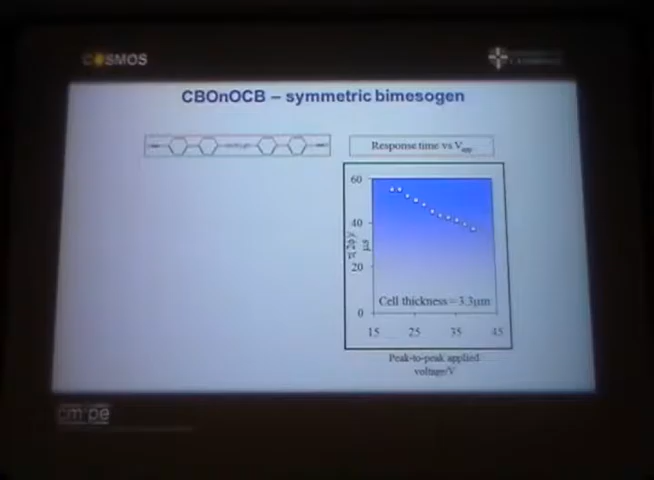 COSMOS
CBOnOCB – symmetric bimesogen
Response time vs Vapp
60
40
20
0
Cell thickness = 3.3μm
15 25 35 45
Peak-to-peak applied
voltage/V
cm pe